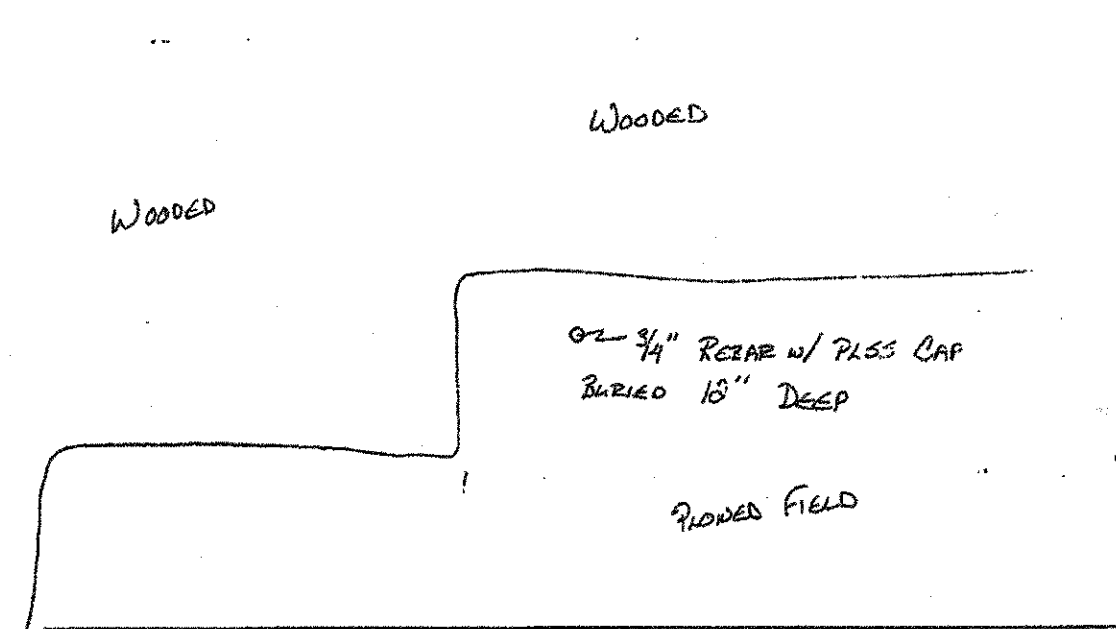 WOODED
WOODED
3/4" REBAR W/ PLSS CAP
BURIED 18" DEEP
PLOWED FIELD